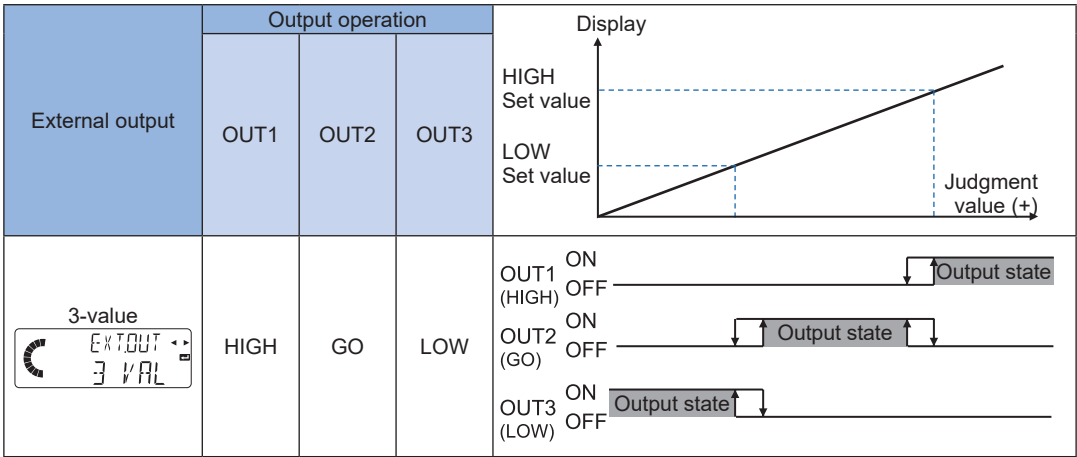 External output
Output operation
OUT1
OUT2
OUT3
Display
HIGH
Set value
LOW
Set value
Judgment
value (+)
3-value
EXT.OUT
3 VAL
HIGH
GO
LOW
OUT1
(HIGH)
ON
OFF
Output state
OUT2
(GO)
ON
OFF
Output state
OUT3
(LOW)
ON
OFF
Output state